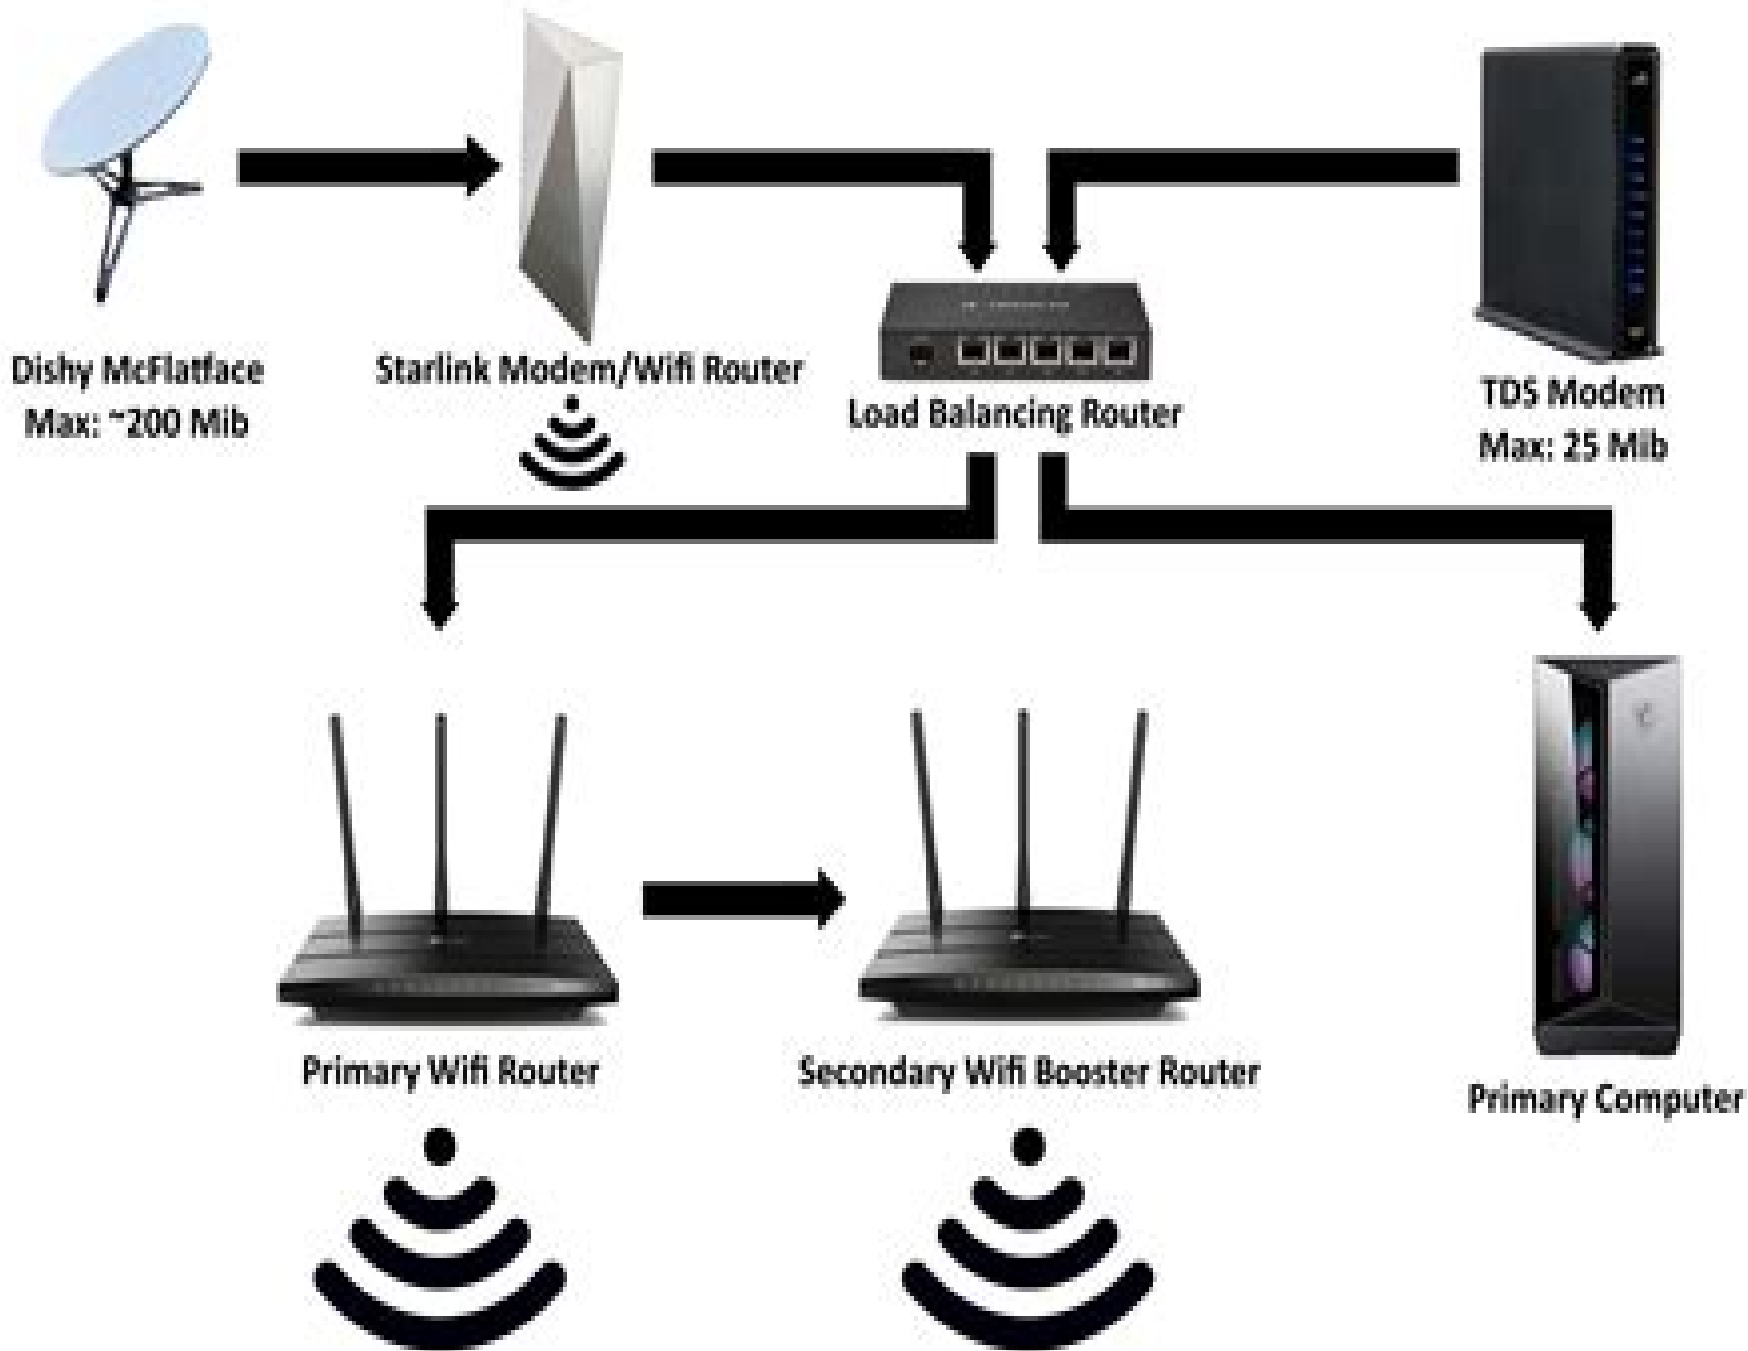 Dishy McFlatface
Max: ~200 Mib
Starlink Modem/Wifi Router
Load Balancing Router
TDS Modem
Max: 25 Mib
Primary Wifi Router
Secondary Wifi Booster Router
Primary Computer